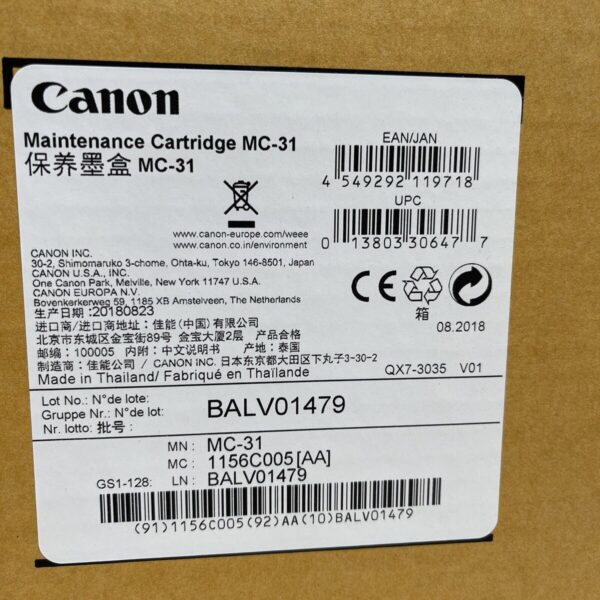 Canon
Maintenance Cartridge MC-31
保养墨盒 MC-31
EAN/JAN
4 549292 119718
UPC
0 13803 30647 7
www.canon-europe.com/weee
www.canon.co.in/environment
CANON INC.
30-2, Shimomaruko 3-chome, Ohta-ku, Tokyo 146-8501, Japan
CANON U.S.A., INC.
One Canon Park, Melville, New York 11747 U.S.A.
CANON EUROPA N.V.
Bovenkerkerweg 59, 1185 XB Amstelveen, The Netherlands
生产日期:20180823
进口商/进口商地址: 佳能(中国)有限公司
北京市东城区金宝街89号 金宝大厦2层 产品合格
邮编: 100005 内附: 中文说明书 产地: 泰国
制造商: 佳能公司 / CANON INC. 日本东京都大田区下丸子3-30-2
Made in Thailand/ Fabriqué en Thaïlande
CE
箱
08.2018
QX7-3035 V01
Lot No.: N°de lote:
Gruppe Nr.: N°de lot:
Nr. lotto: 批号:
BALV01479
MN: MC-31
MC: 1156C005[AA]
GS1-128: LN: BALV01479
(91)1156C005(92)AA(10)BALV01479